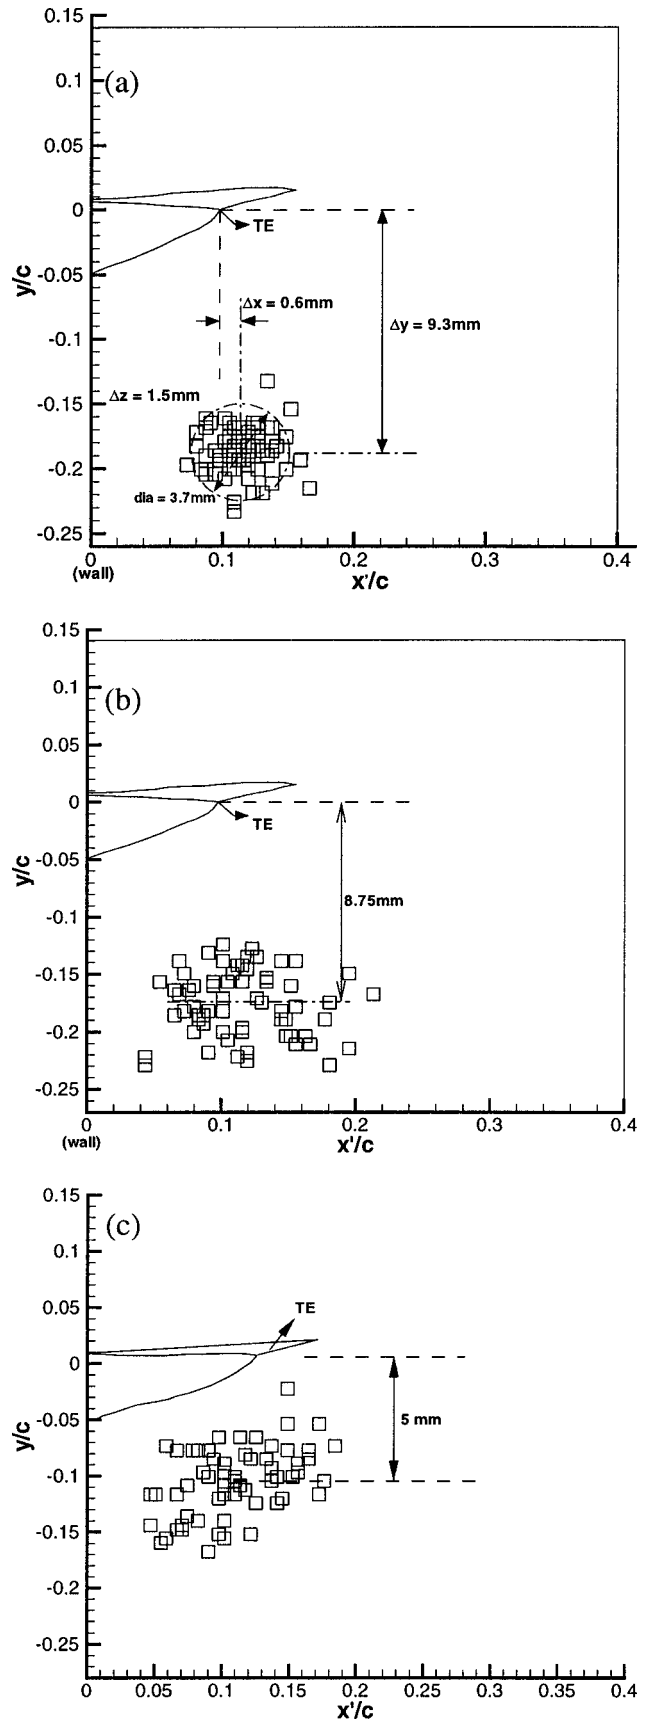 0.15
(a)
0.1
0.05
0
TE
-0.05
y/c
Δx = 0.6mm
Δy = 9.3mm
-0.1
Δz = 1.5mm
-0.15
-0.2
dia = 3.7mm
-0.25
0 0.1 0.2 0.3 0.4
(wall)
x'/c
0.15
(b)
0.1
0.05
0
TE
-0.05
y/c
8.75mm
-0.1
-0.15
-0.2
-0.25
0 0.1 0.2 0.3 0.4
(wall)
x'/c
0.15
(c)
0.1
0.05
TE
0
-0.05
5 mm
y/c
-0.1
-0.15
-0.2
-0.25
0 0.05 0.1 0.15 0.2 0.25 0.3 0.35 0.4
x'/c